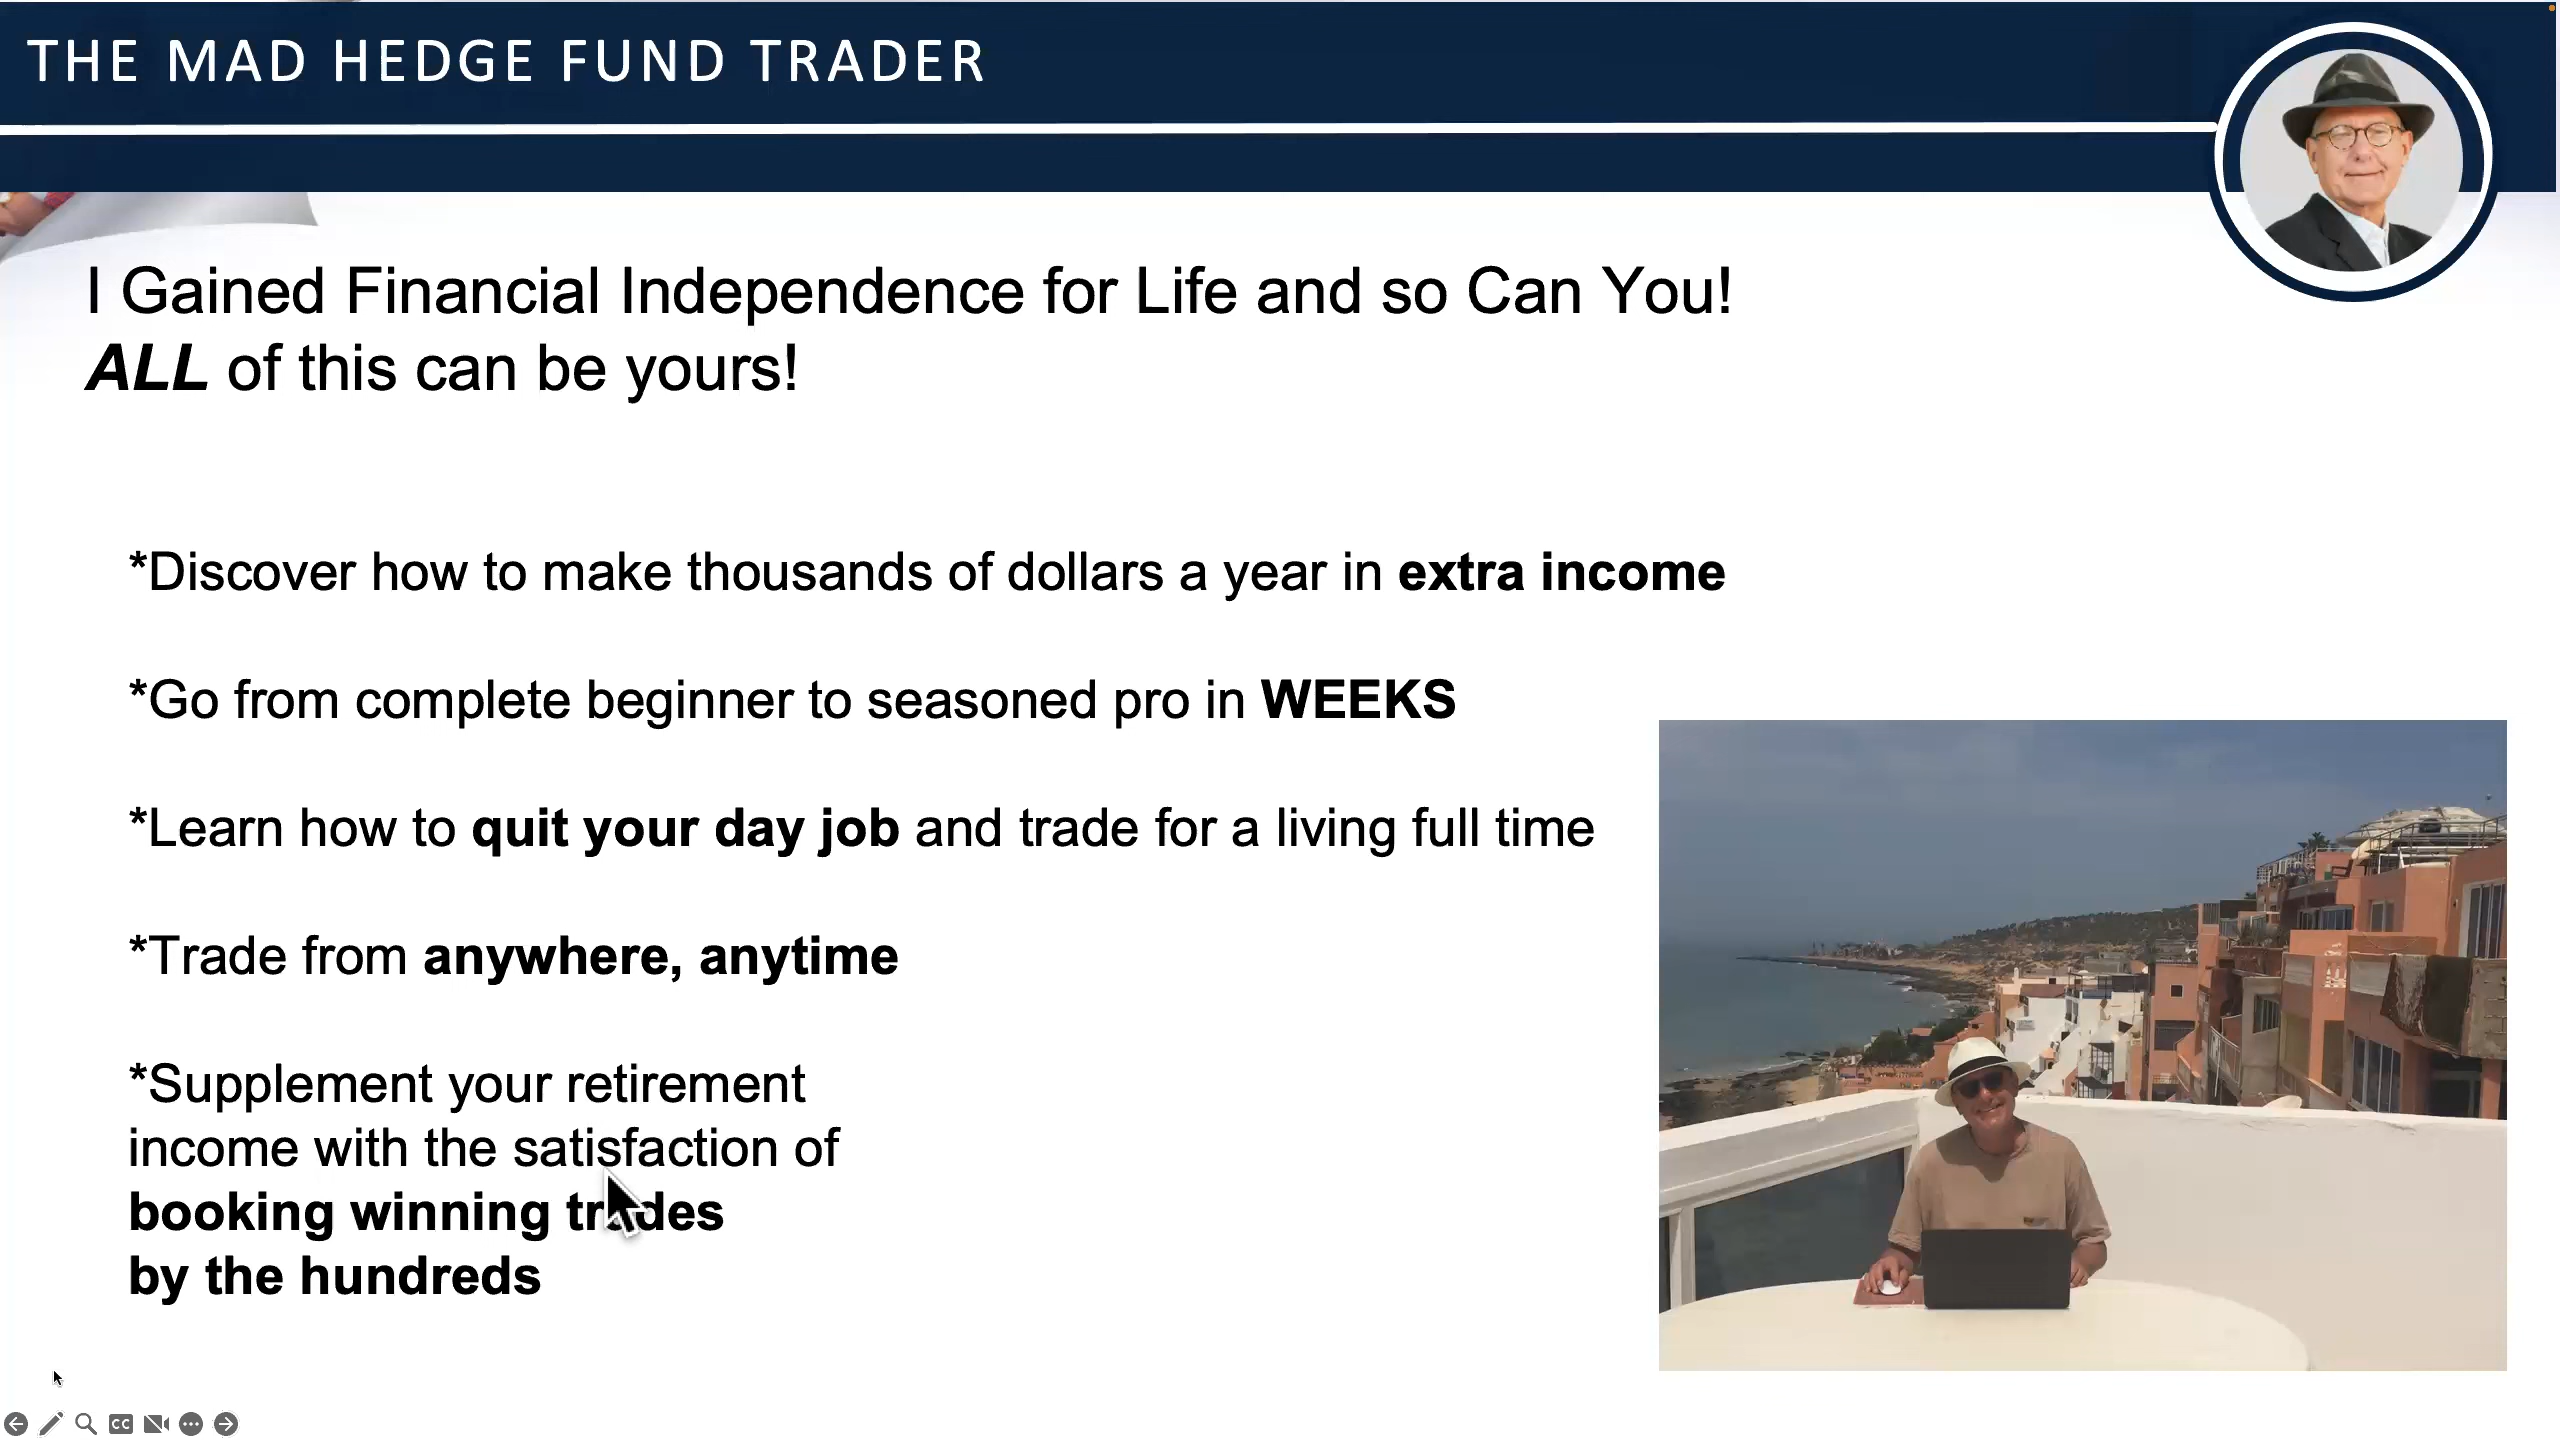 THE MAD HEDGE FUND TRADER
I Gained Financial Independence for Life and so Can You!
ALL of this can be yours!
*Discover how to make thousands of dollars a year in extra income
*Go from complete beginner to seasoned pro in WEEKS
*Learn how to quit your day job and trade for a living full time
*Trade from anywhere, anytime
*Supplement your retirement
income with the satisfaction of
booking winning trades
by the hundreds
CC